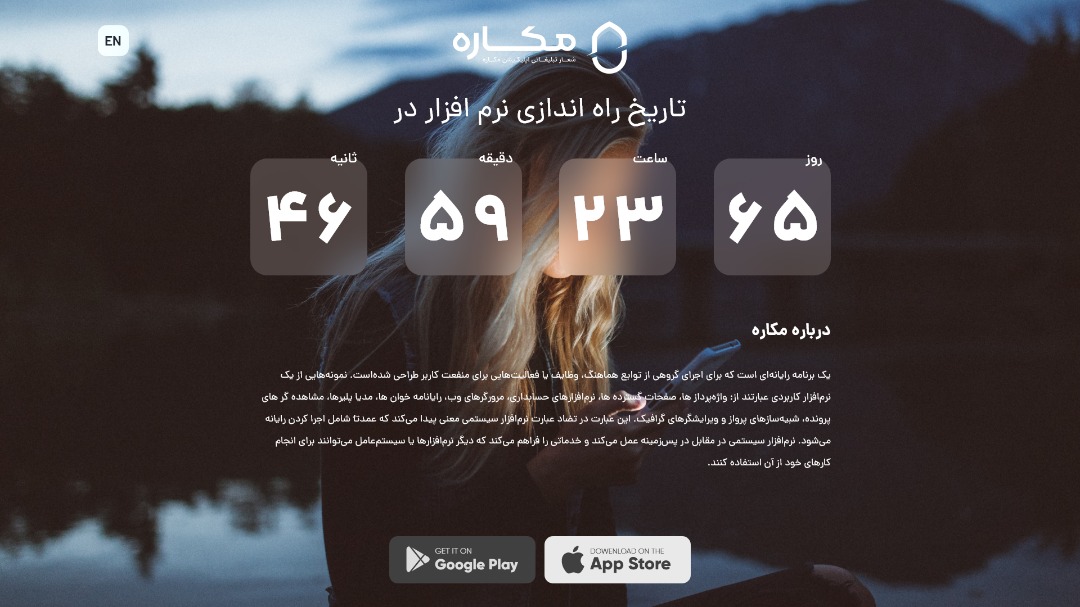 EN
مکاره
شعار تبلیغاتی اپلیکیشن مکاره
تاریخ راه اندازی نرم افزار در
روز ساعت دقیقه ثانیه
۶۵ ۲۳ ۵۹ ۴۶
درباره مکاره
یک برنامه رایانه‌ای است که برای اجرای گروهی از توابع هماهنگ، وظایف یا فعالیت‌هایی برای منفعت کاربر طراحی شده‌است. نمونه‌هایی از یک
نرم‌افزار کاربردی عبارتند از: واژه‌پرداز ها، صفحات گسترده ها، نرم‌افزارهای حسابداری، مرورگرهای وب، رایانامه خوان ها، مدیا پلیرها، مشاهده گر های
پرونده، شبیه‌سازهای پرواز و ویرایشگرهای گرافیک. این عبارت در تضاد عبارت نرم‌افزار سیستمی معنی پیدا می‌کند که عمدتا شامل اجرا کردن رایانه
می‌شود. نرم‌افزار سیستمی در مقابل در پس‌زمینه عمل می‌کند و خدماتی را فراهم می‌کند که دیگر نرم‌افزارها یا سیستم‌عامل می‌توانند برای انجام
کارهای خود از آن استفاده کنند.
GET IT ON
Google Play
DOWENLOAD ON THE
App Store